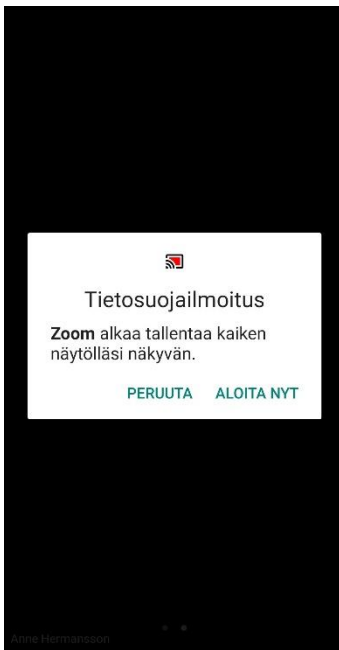 Tietosuojailmoitus
Zoom alkaa tallentaa kaiken
näytölläsi näkyvän.
PERUUTA ALOITA NYT
Anne Hermansson